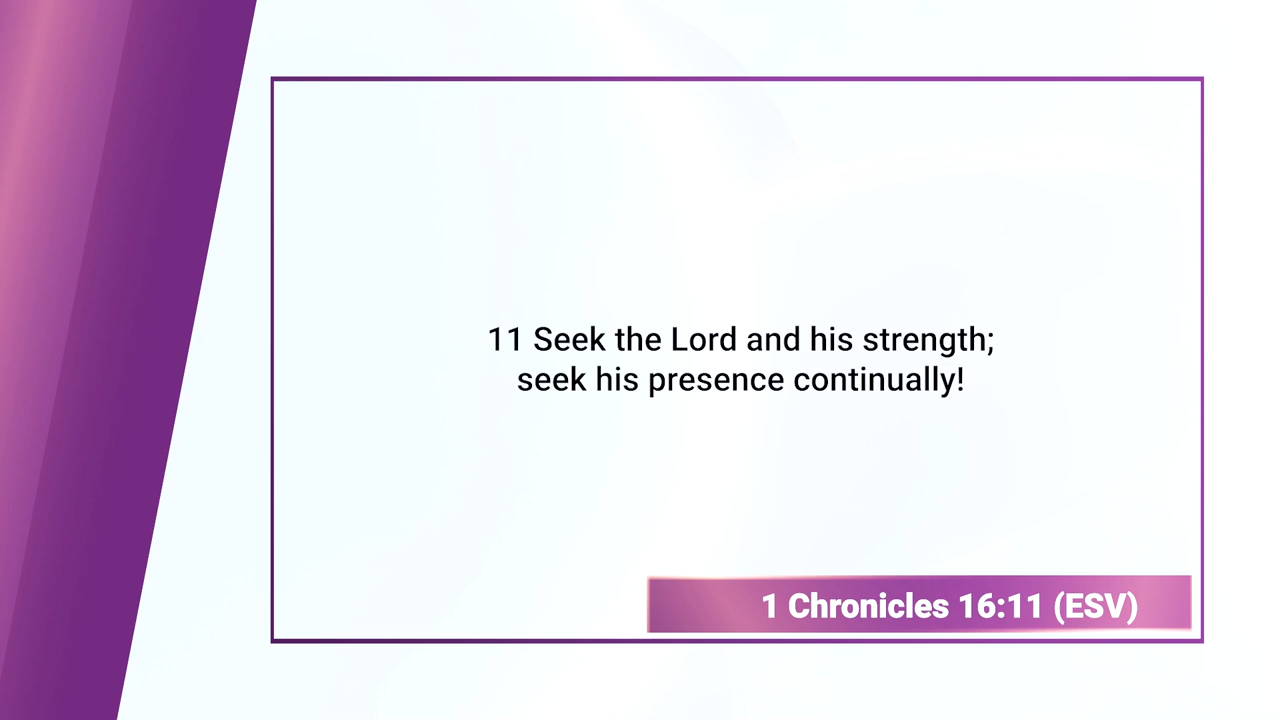 11 Seek the Lord and his strength;
seek his presence continually!
1 Chronicles 16:11 (ESV)